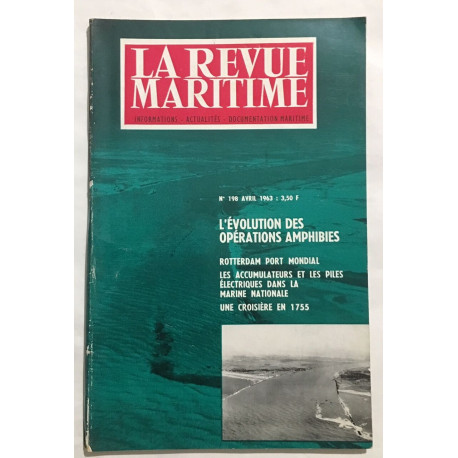 LA REVUE
MARITIME
INFORMATIONS - ACTUALITÉS - DOCUMENTATION MARITIME
N° 198 AVRIL 1963 : 3,50 F
L'ÉVOLUTION DES
OPÉRATIONS AMPHIBIES
ROTTERDAM PORT MONDIAL
LES ACCUMULATEURS ET LES PILES
ÉLECTRIQUES DANS LA
MARINE NATIONALE
UNE CROISIÈRE EN 1755